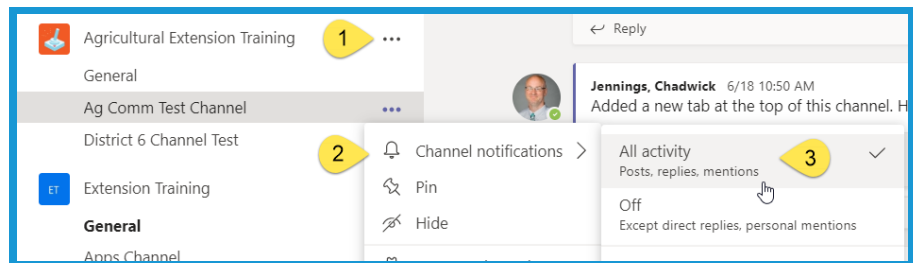 Agricultural Extension Training
1
General
Ag Comm Test Channel
District 6 Channel Test
ET
Extension Training
General
Apps Channel
Reply
Jennings, Chadwick 6/18 10:50 AM
Added a new tab at the top of this channel. H
2
Channel notifications
Pin
Hide
All activity
Posts, replies, mentions
3
Off
Except direct replies, personal mentions